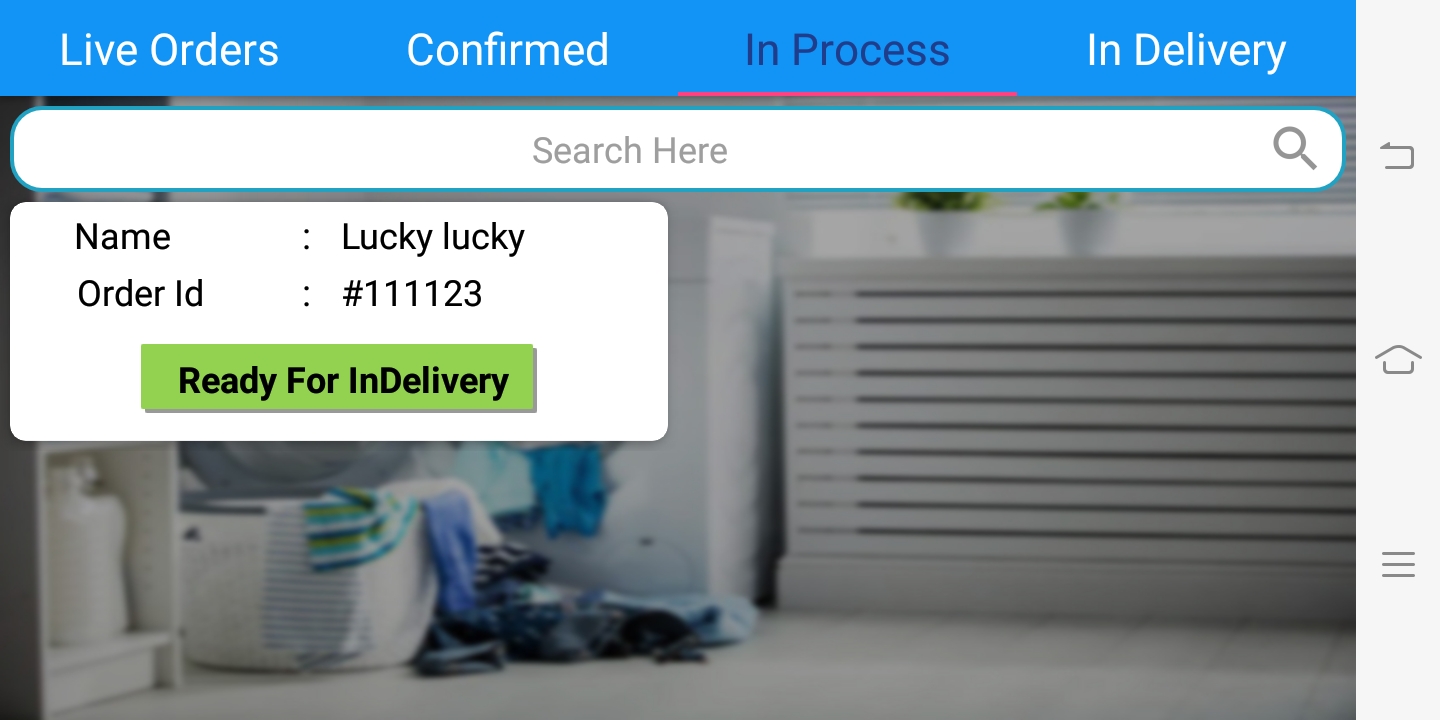 Live Orders Confirmed In Process In Delivery
Search Here
Name : Lucky lucky
Order Id : #111123
Ready For InDelivery